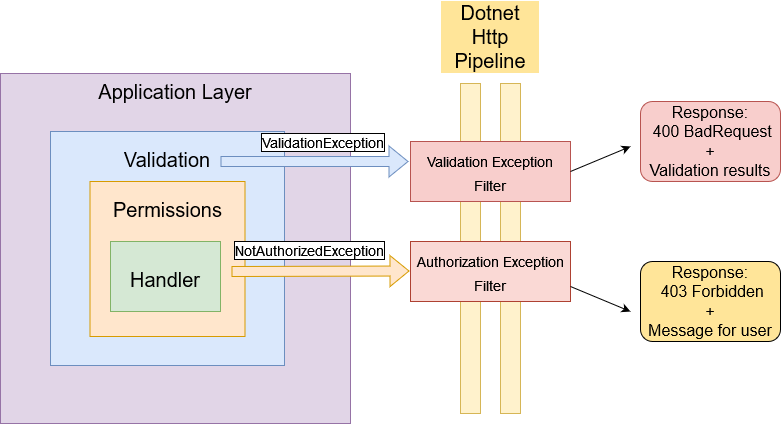 Dotnet
Http
Pipeline
Application Layer
Validation
ValidationException
Validation Exception
Filter
Response:
400 BadRequest
+
Validation results
Permissions
NotAuthorizedException
Handler
Authorization Exception
Filter
Response:
403 Forbidden
+
Message for user